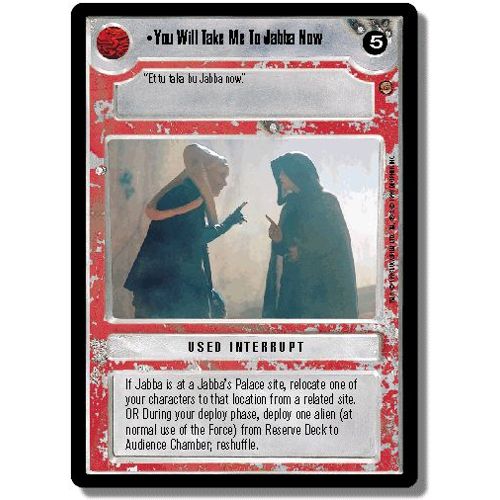 •You Will Take Me To Jabba Now
5
"Et tu taka bu Jabba now."
USED INTERRUPT
If Jabba is at a Jabba's Palace site, relocate one of
your characters to that location from a related site.
OR During your deploy phase, deploy one alien (at
normal use of the Force) from Reserve Deck to
Audience Chamber; reshuffle.